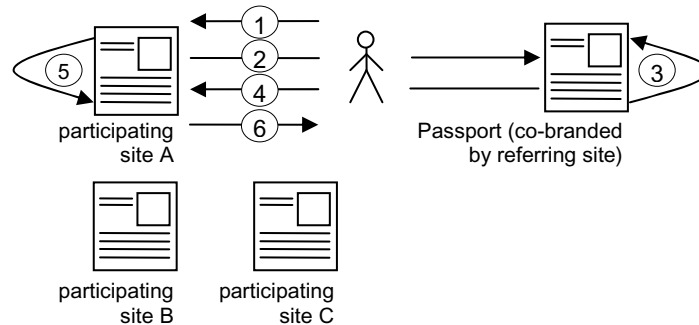 1
2
5
3
4
6
participating
site A
Passport (co-branded
by referring site)
participating
site B
participating
site C